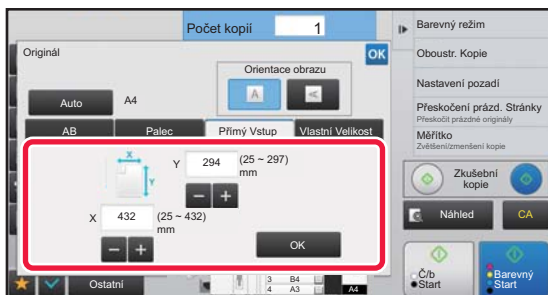 Počet kopií 1
Originál
OK
Orientace obrazu
A
A
Auto
A4
AB
Palec
Přímý Vstup
Vlastní Velikost
X
Y
Y 294 (25 ~ 297)
mm
X 432 (25 ~ 432)
mm
OK
Ostatní
3 B4
4 A3
A4
Barevný režim
Oboustr. Kopie
Nastavení pozadí
Přeskočení prázd. Stránky
Přeskočit prázdné originály
Měřítko
Zvětšení/zmenšení kopie
Zkušební
kopie
Náhled
CA
Č/b
Start
Barevný
Start